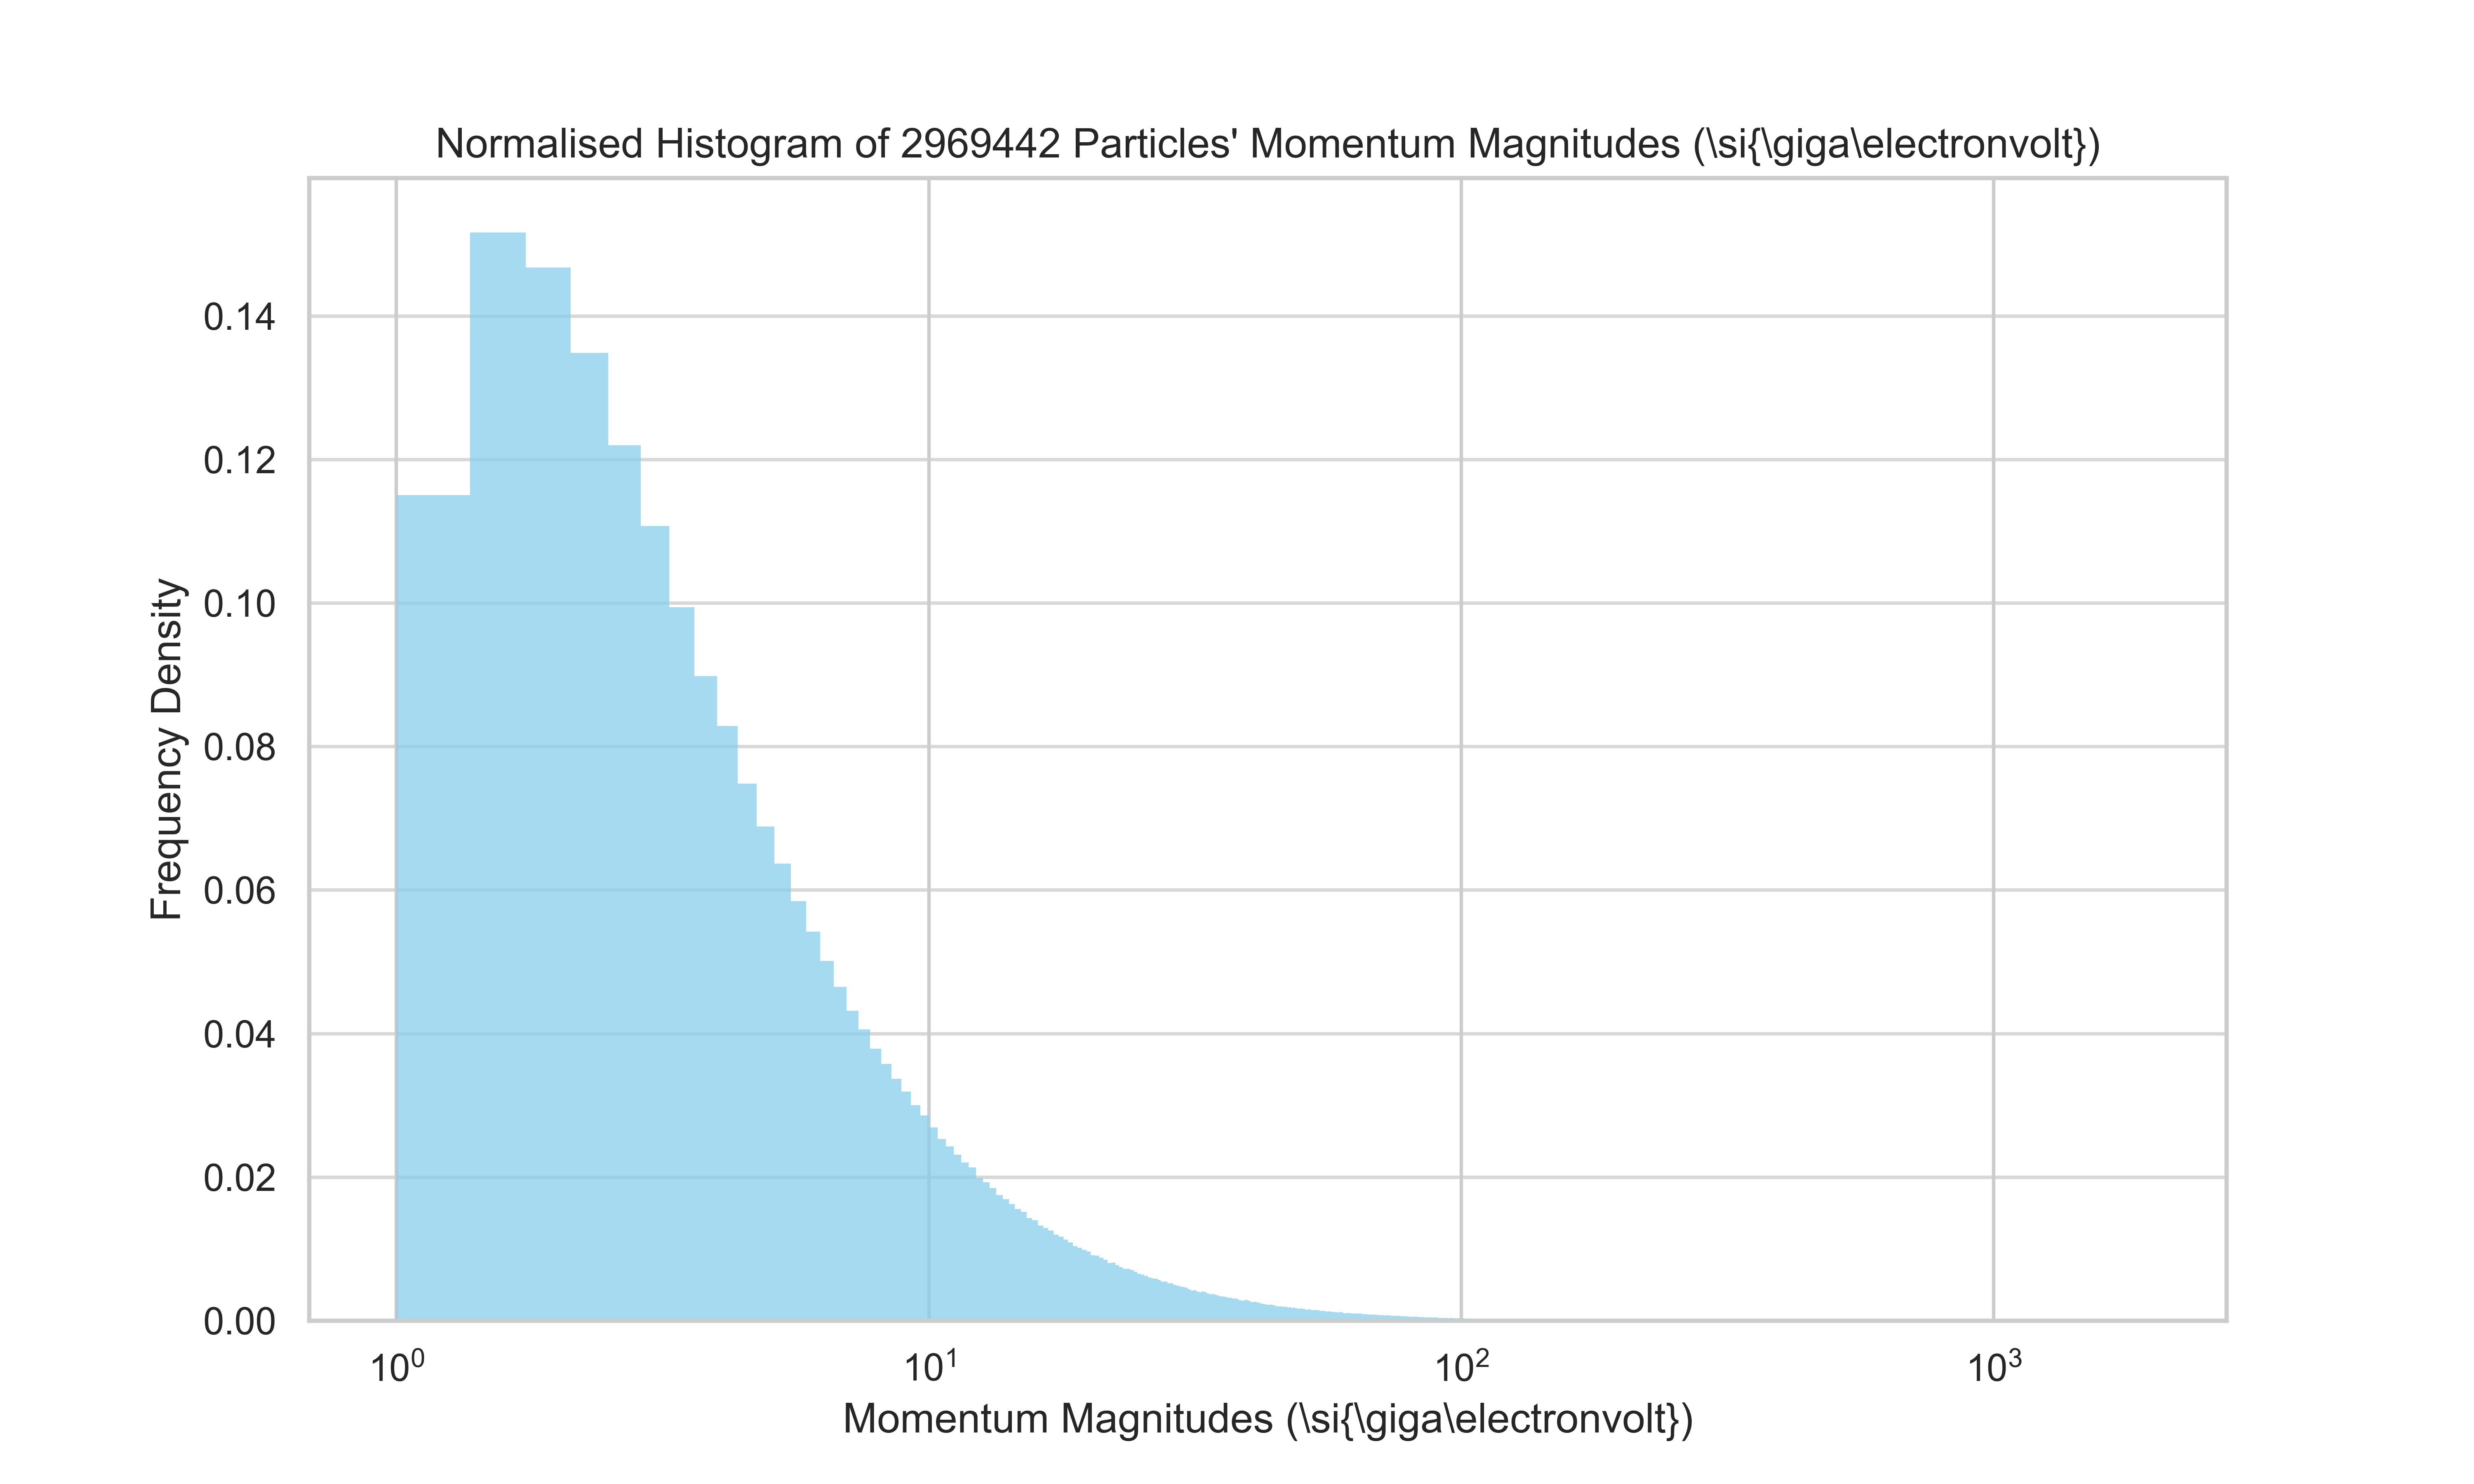 Normalised Histogram of 2969442 Particles' Momentum Magnitudes (\si{\giga\electronvolt})
Frequency Density
0.14
0.12
0.10
0.08
0.06
0.04
0.02
0.00
10⁰ 10¹ 10² 10³
Momentum Magnitudes (\si{\giga\electronvolt})